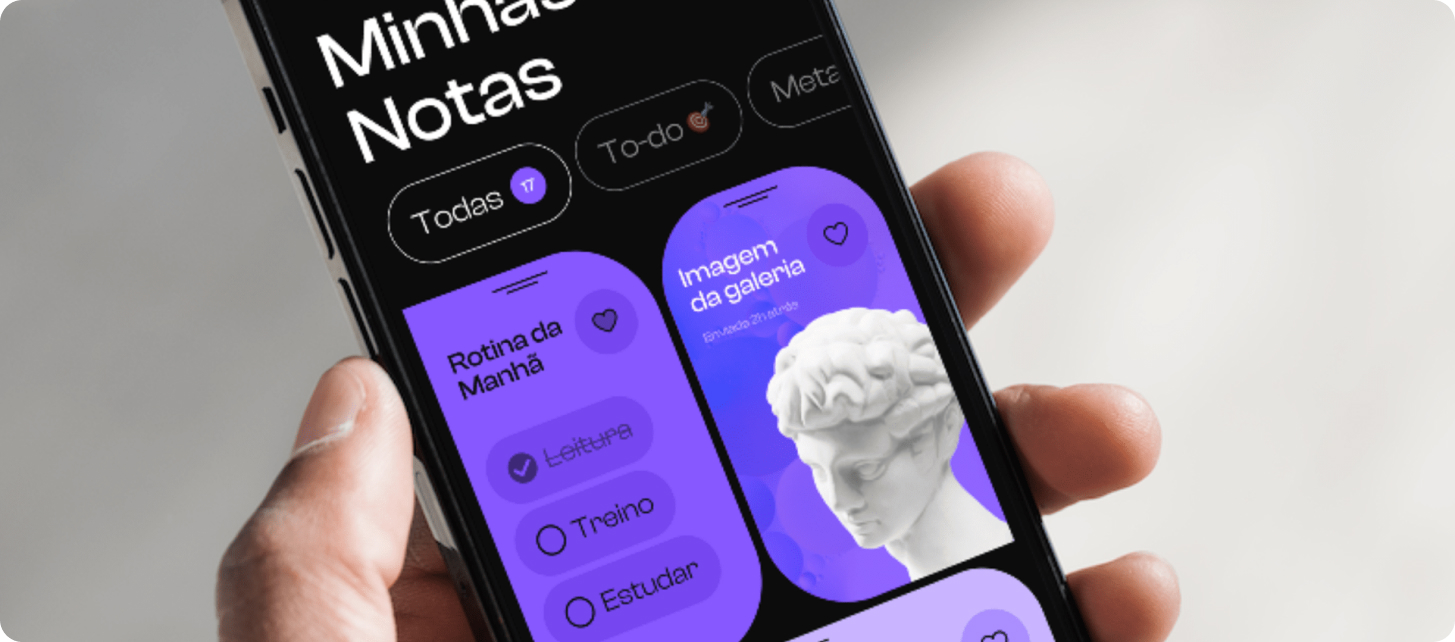 Minhas
Notas
Todas 17
To-do
Meta
Imagem
da galeria
Enviada 2h atrás
Rotina da
Manhã
Leitura
Treino
Estudar